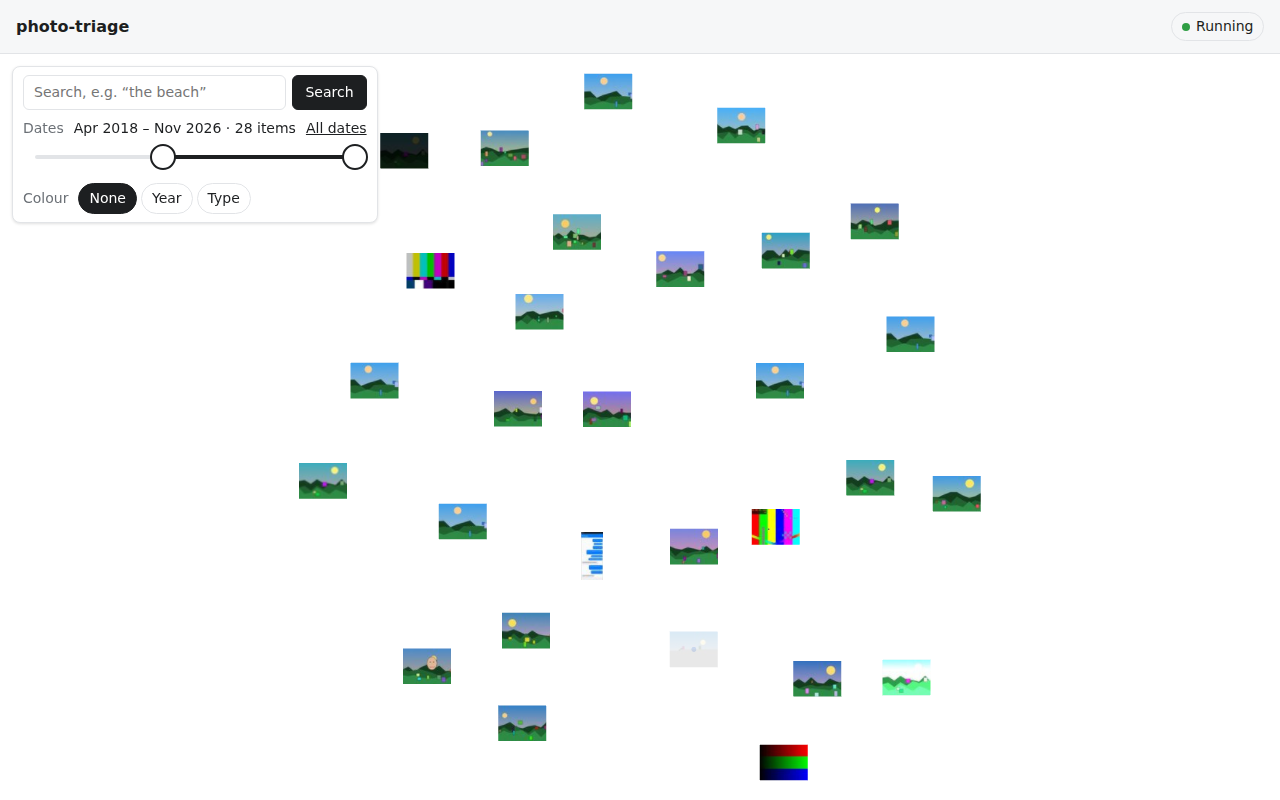 photo-triage
Running
Search, e.g. “the beach”
Search
Dates Apr 2018 – Nov 2026 · 28 items All dates
Colour None Year Type